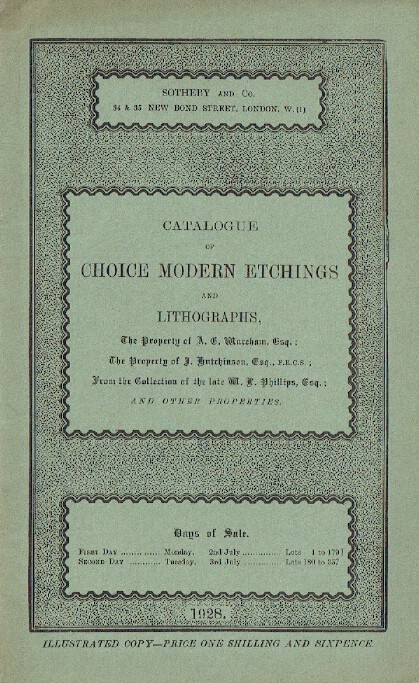 SOTHEBY AND Co.
34 & 35 NEW BOND STREET, LONDON, W.(1)
CATALOGUE
OF
CHOICE MODERN ETCHINGS
AND
LITHOGRAPHS,
The Property of A. E. Marcham, Esq. ;
The Property of J. Hutchinson, Esq., F.R.C.S. ;
From the Collection of the late W. L. Phillips, Esq. ;
AND OTHER PROPERTIES.
Days of Sale.
FIRST DAY .............. Monday, 2nd July ............. Lots 1 to 179
SECOND DAY ............ Tuesday, 3rd July ............. Lots 180 to 357
1928.
ILLUSTRATED COPY—PRICE ONE SHILLING AND SIXPENCE.